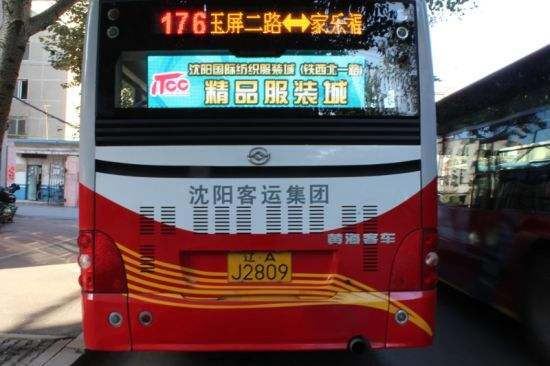 176玉屏二路↔家乐福
ITCC
沈阳国际纺织服装城(铁西北一路)
精品服装城
沈阳客运集团
黄海客车
辽·A
J2809